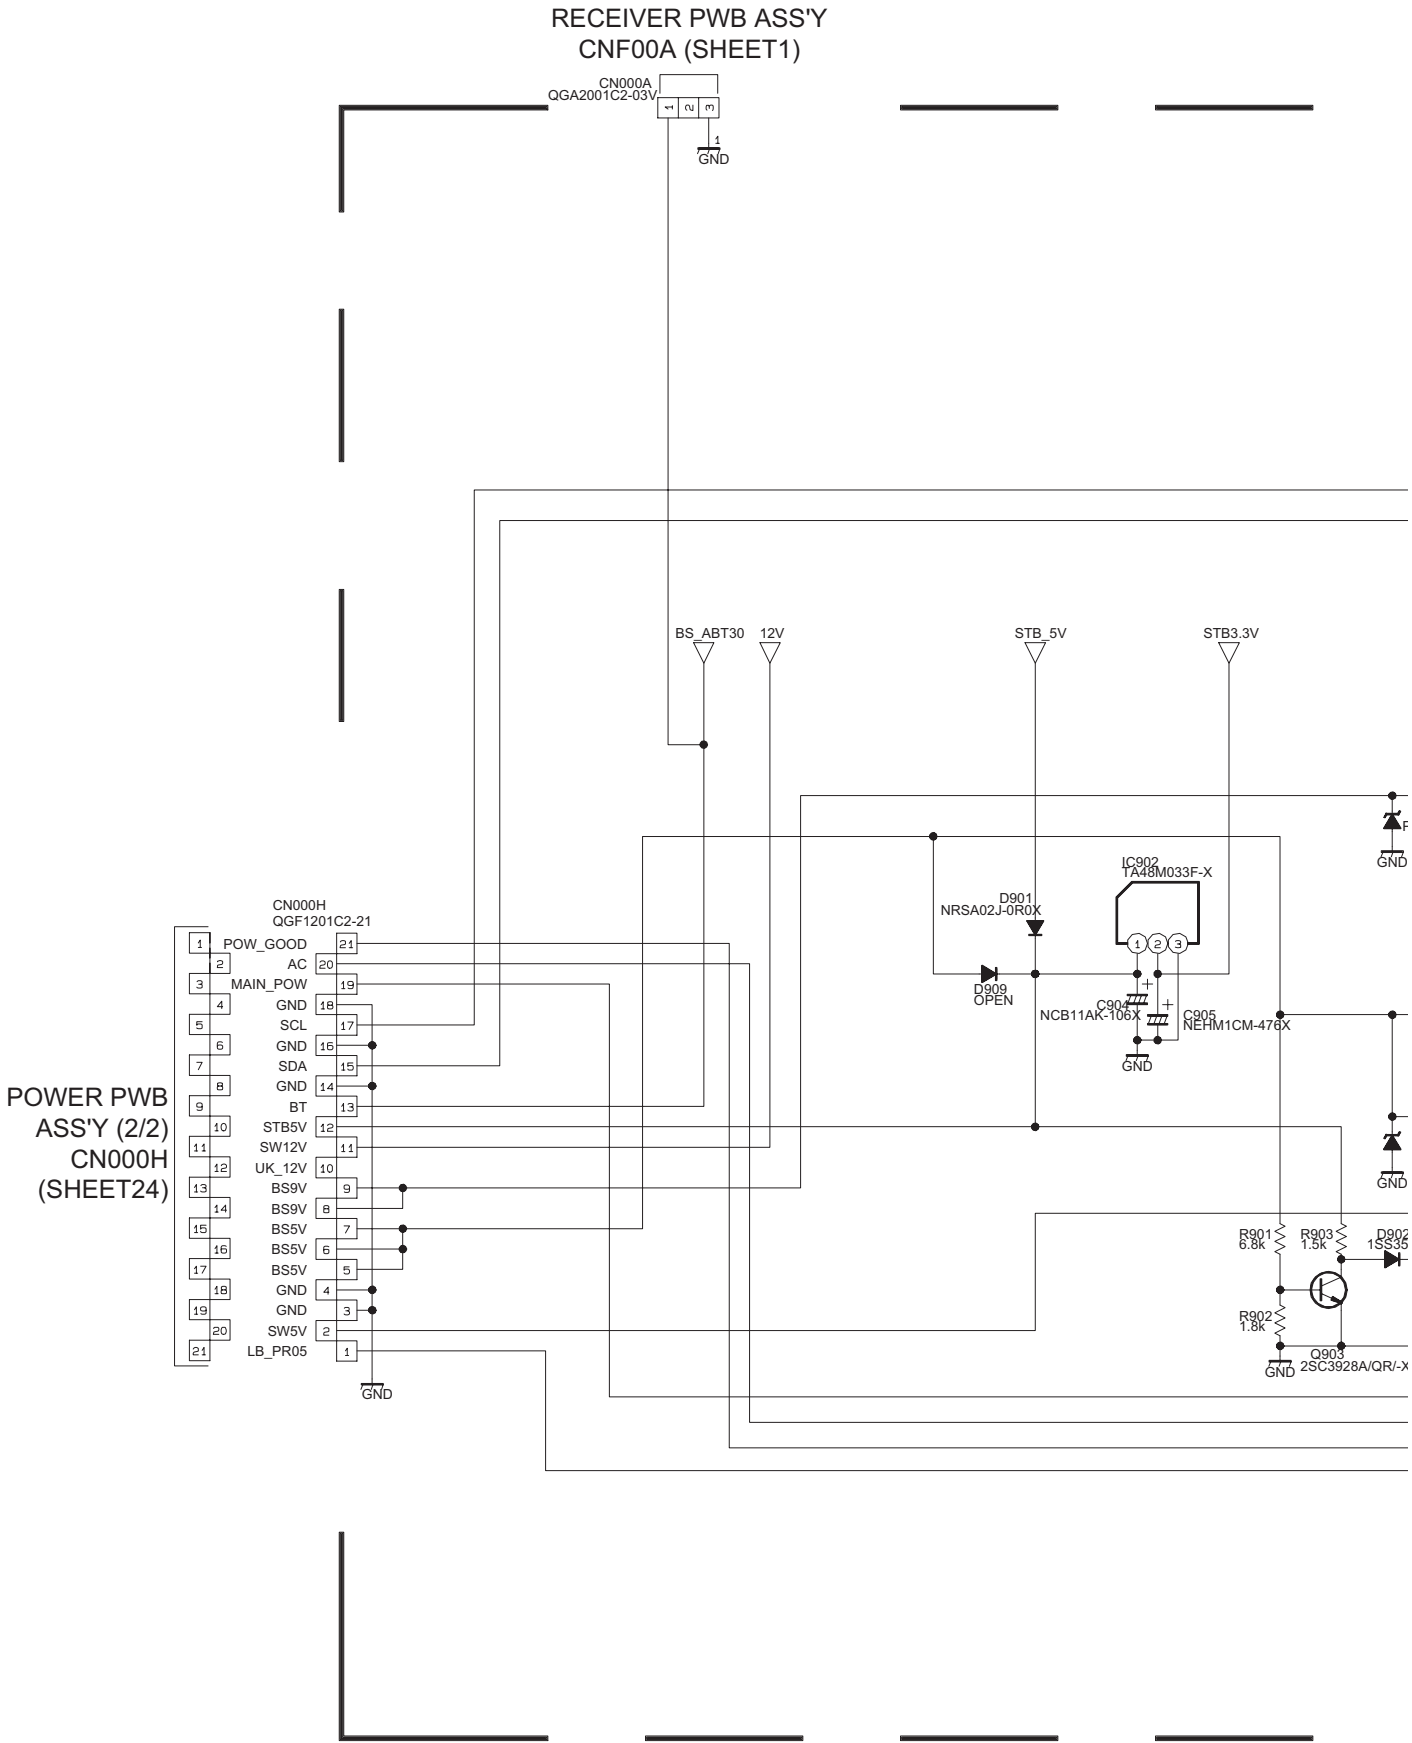 RECEIVER PWB ASS'Y
CNF00A (SHEET1)
CN000A
QGA2001C2-03V
1 2 3
1
GND
BS_ABT30 12V STB_5V STB3.3V
GND
IC902
TA48M033F-X
D901
NRSA02J-0R0X
1 2 3
D909
OPEN
C904
NCB11AK-106X
C905
NEHM1CM-476X
GND
CN000H
QGF1201C2-21
1 POW_GOOD 21
2 AC 20
3 MAIN_POW 19
4 GND 18
5 SCL 17
6 GND 16
7 SDA 15
8 GND 14
9 BT 13
10 STB5V 12
11 SW12V 11
12 UK_12V 10
13 BS9V 9
14 BS9V 8
15 BS5V 7
16 BS5V 6
17 BS5V 5
18 GND 4
19 GND 3
20 SW5V 2
21 LB_PR05 1
GND
POWER PWB
ASS'Y (2/2)
CN000H
(SHEET24)
GND
R901
6.8k
R903
1.5k
D902
1SS35
R902
1.8k
GND
Q903
2SC3928A/QR/-X